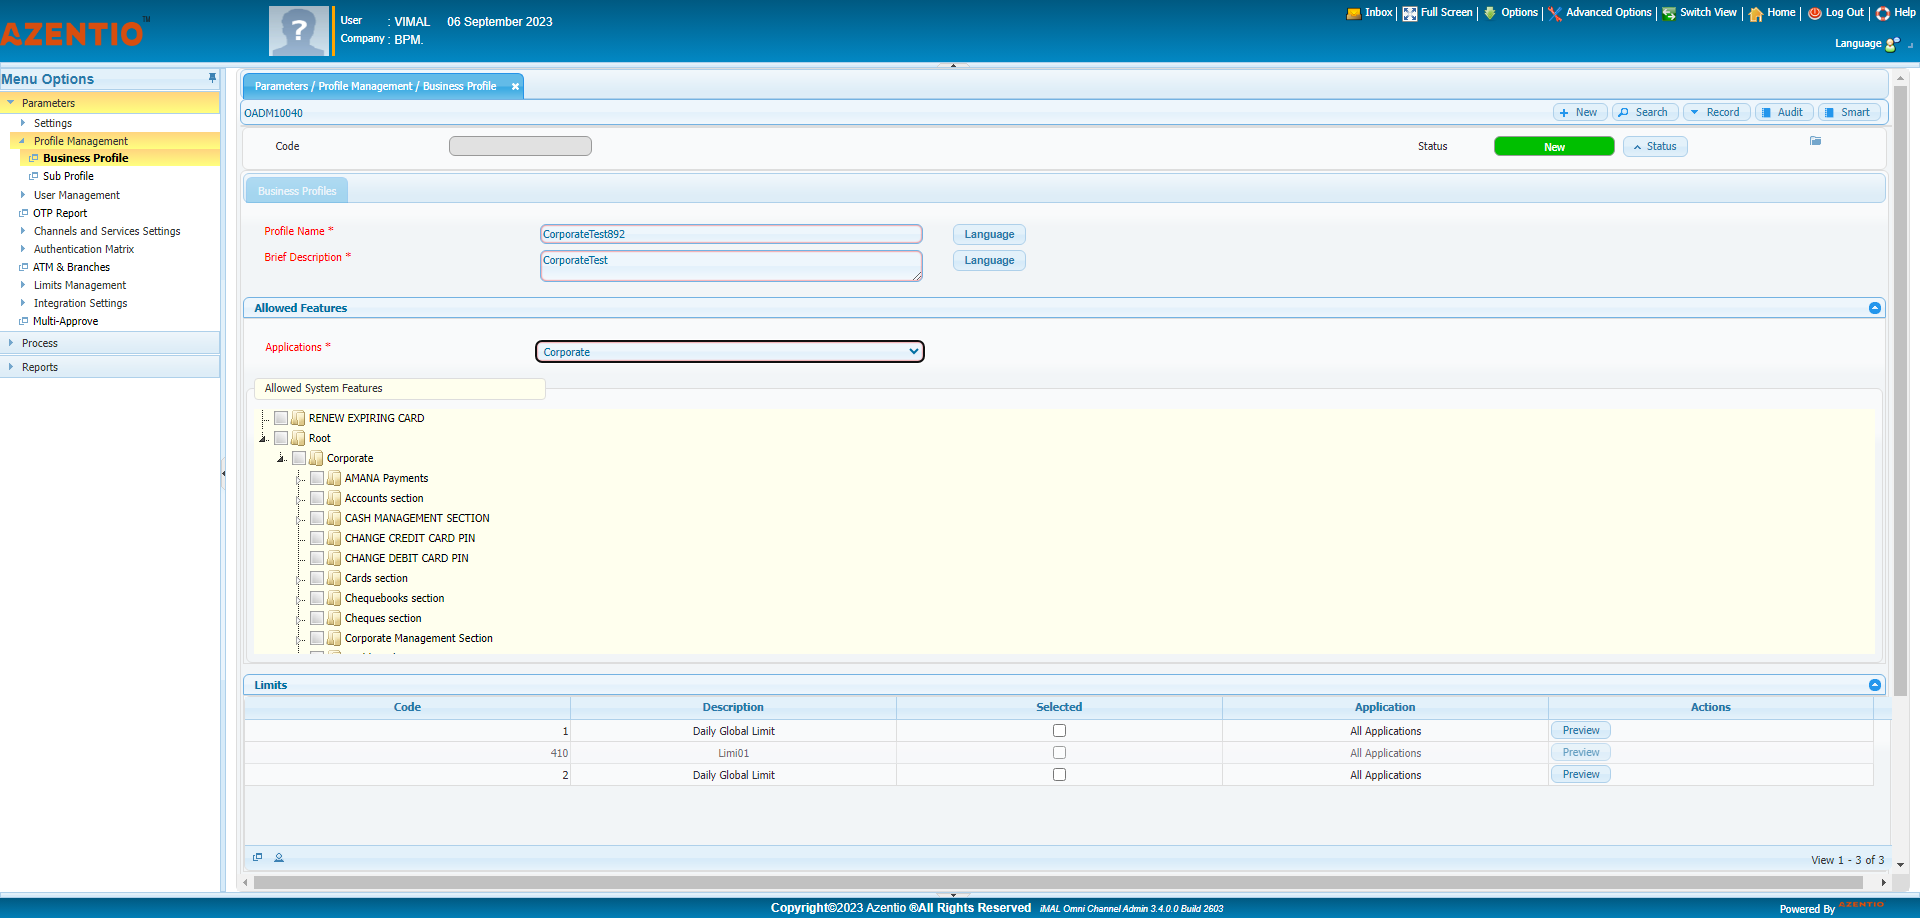 AZENTIO™
User : VIMAL 06 September 2023
Company : BPM.
Inbox Full Screen Options Advanced Options Switch View Home Log Out Help
Language
Menu Options
Parameters
Settings
Profile Management
Business Profile
Sub Profile
User Management
OTP Report
Channels and Services Settings
Authentication Matrix
ATM & Branches
Limits Management
Integration Settings
Multi-Approve
Process
Reports
Parameters / Profile Management / Business Profile
OADM10040
New Search Record Audit Smart
Code
Status New Status
Business Profiles
Profile Name * CorporateTest892 Language
Brief Description * CorporateTest Language
Allowed Features
Applications * Corporate
Allowed System Features
RENEW EXPIRING CARD
Root
Corporate
AMANA Payments
Accounts section
CASH MANAGEMENT SECTION
CHANGE CREDIT CARD PIN
CHANGE DEBIT CARD PIN
Cards section
Chequebooks section
Cheques section
Corporate Management Section
Limits
Code Description Selected Application Actions
1 Daily Global Limit All Applications Preview
410 Limi01 All Applications Preview
2 Daily Global Limit All Applications Preview
View 1 - 3 of 3
Copyright©2023 Azentio ®All Rights Reserved iMAL Omni Channel Admin 3.4.0.0 Build 2603
Powered By AZENTIO